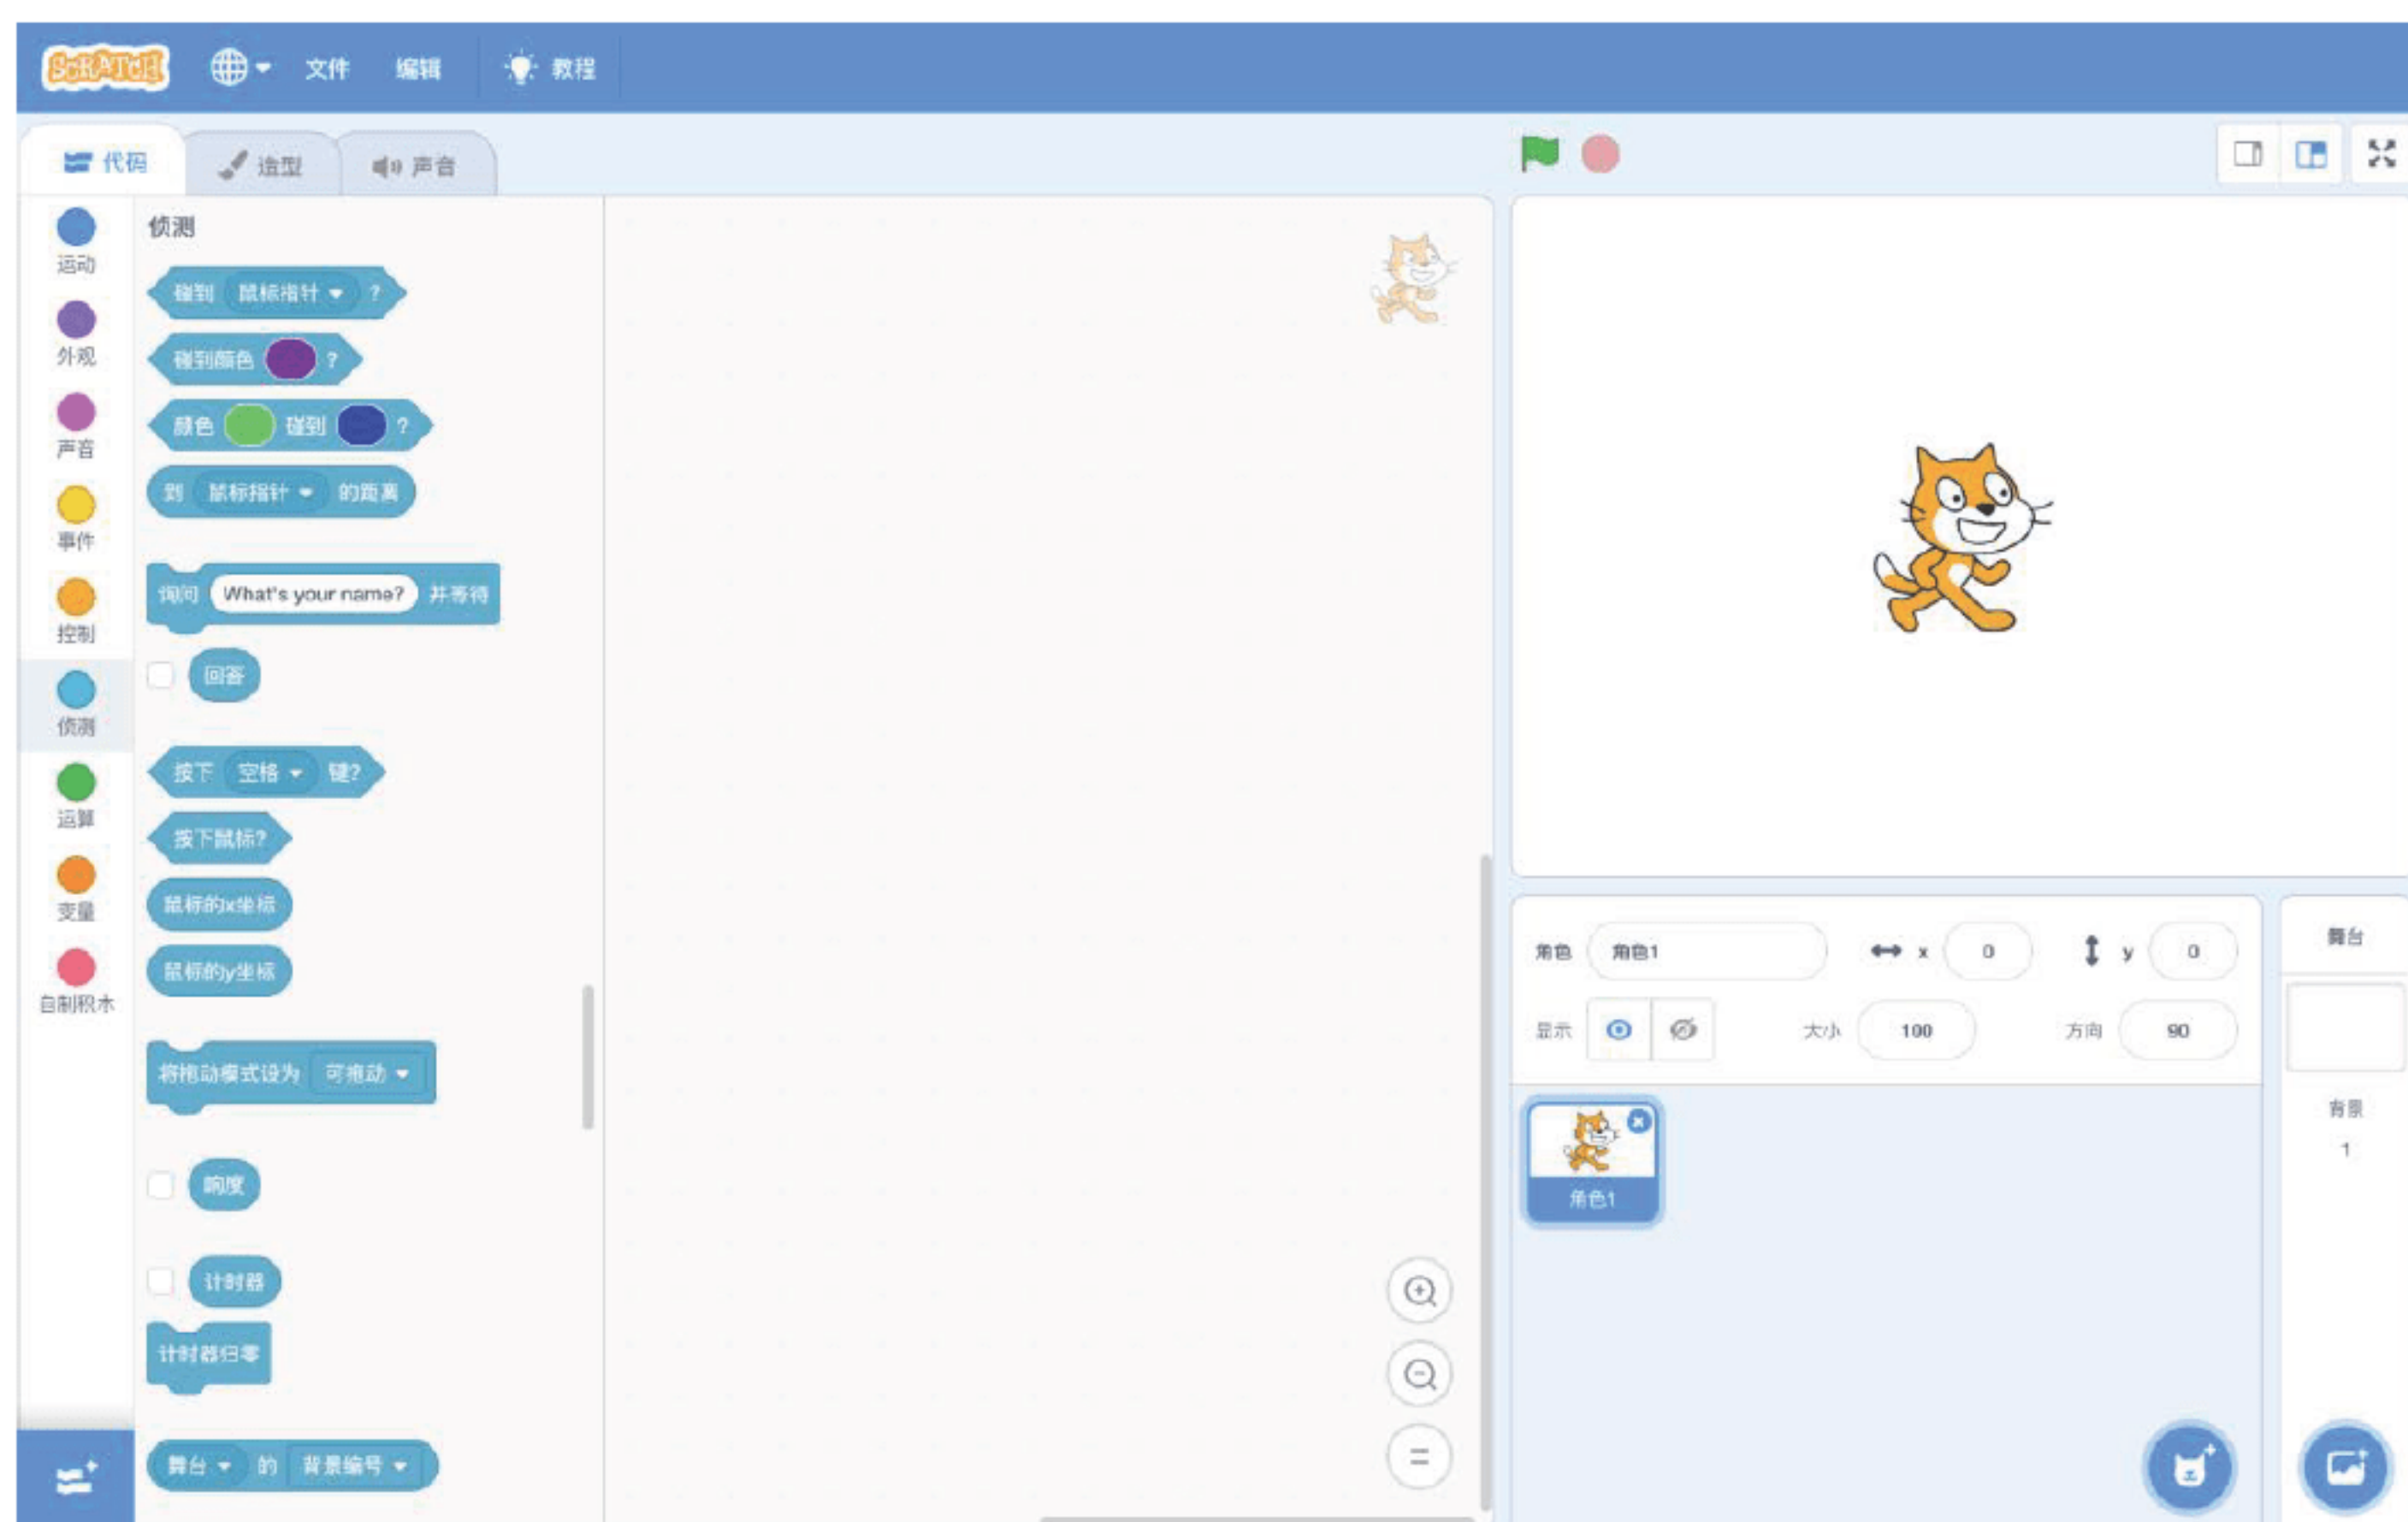 SCRATCH 文件 编辑 教程
代码 造型 声音
运动
外观
声音
事件
控制
侦测
运算
变量
自制积木
侦测
碰到 鼠标指针 ?
碰到颜色 ?
颜色 碰到 ?
到 鼠标指针 的距离
询问 What's your name? 并等待
回答
按下 空格 键?
按下鼠标?
鼠标的x坐标
鼠标的y坐标
将拖动模式设为 可拖动
响度
计时器
计时器归零
舞台 的 背景编号
角色 角色1 x 0 y 0
显示 大小 100 方向 90
角色1
舞台
背景
1